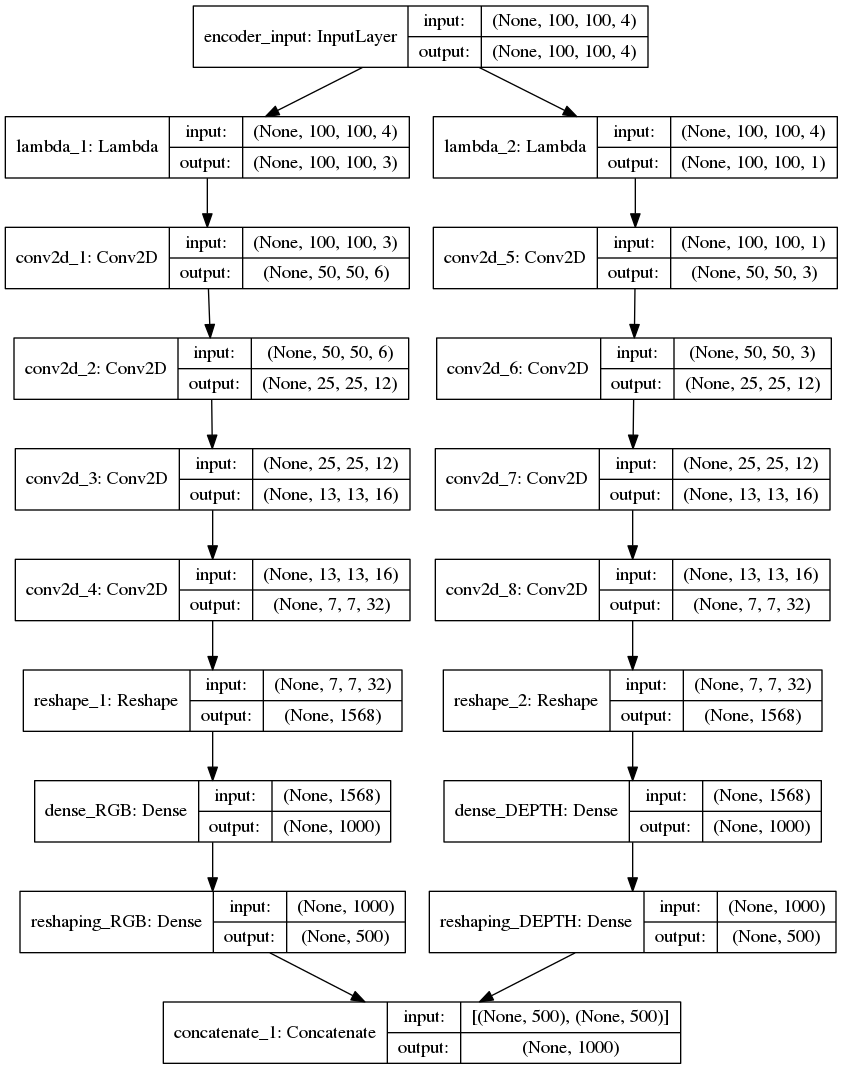 encoder_input: InputLayer
input: (None, 100, 100, 4)
output: (None, 100, 100, 4)
lambda_1: Lambda
input: (None, 100, 100, 4)
output: (None, 100, 100, 3)
lambda_2: Lambda
input: (None, 100, 100, 4)
output: (None, 100, 100, 1)
conv2d_1: Conv2D
input: (None, 100, 100, 3)
output: (None, 50, 50, 6)
conv2d_5: Conv2D
input: (None, 100, 100, 1)
output: (None, 50, 50, 3)
conv2d_2: Conv2D
input: (None, 50, 50, 6)
output: (None, 25, 25, 12)
conv2d_6: Conv2D
input: (None, 50, 50, 3)
output: (None, 25, 25, 12)
conv2d_3: Conv2D
input: (None, 25, 25, 12)
output: (None, 13, 13, 16)
conv2d_7: Conv2D
input: (None, 25, 25, 12)
output: (None, 13, 13, 16)
conv2d_4: Conv2D
input: (None, 13, 13, 16)
output: (None, 7, 7, 32)
conv2d_8: Conv2D
input: (None, 13, 13, 16)
output: (None, 7, 7, 32)
reshape_1: Reshape
input: (None, 7, 7, 32)
output: (None, 1568)
reshape_2: Reshape
input: (None, 7, 7, 32)
output: (None, 1568)
dense_RGB: Dense
input: (None, 1568)
output: (None, 1000)
dense_DEPTH: Dense
input: (None, 1568)
output: (None, 1000)
reshaping_RGB: Dense
input: (None, 1000)
output: (None, 500)
reshaping_DEPTH: Dense
input: (None, 1000)
output: (None, 500)
concatenate_1: Concatenate
input: [(None, 500), (None, 500)]
output: (None, 1000)